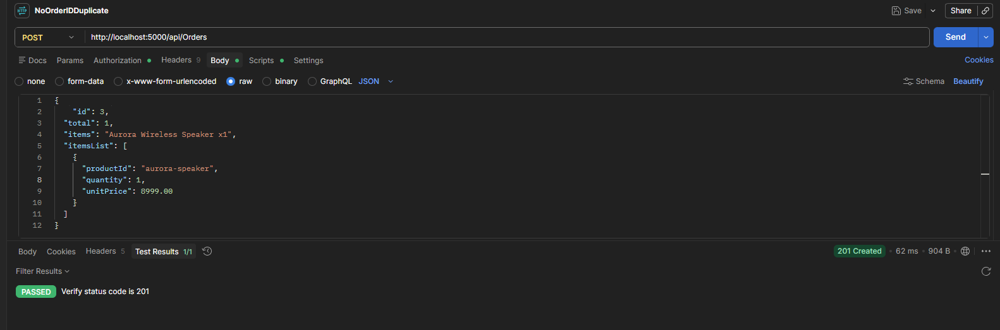 HTTP NoOrderIDDuplicate Save Share
POST http://localhost:5000/api/Orders Send
Docs Params Authorization Headers 9 Body Scripts Settings Cookies
none form-data x-www-form-urlencoded raw binary GraphQL JSON Schema Beautify
1 {
2 "id": 3,
3 "total": 1,
4 "items": "Aurora Wireless Speaker x1",
5 "itemsList": [
6 {
7 "productId": "aurora-speaker",
8 "quantity": 1,
9 "unitPrice": 8999.00
10 }
11 ]
12 }
Body Cookies Headers 5 Test Results 1/1 201 Created • 62 ms • 904 B
Filter Results
PASSED Verify status code is 201